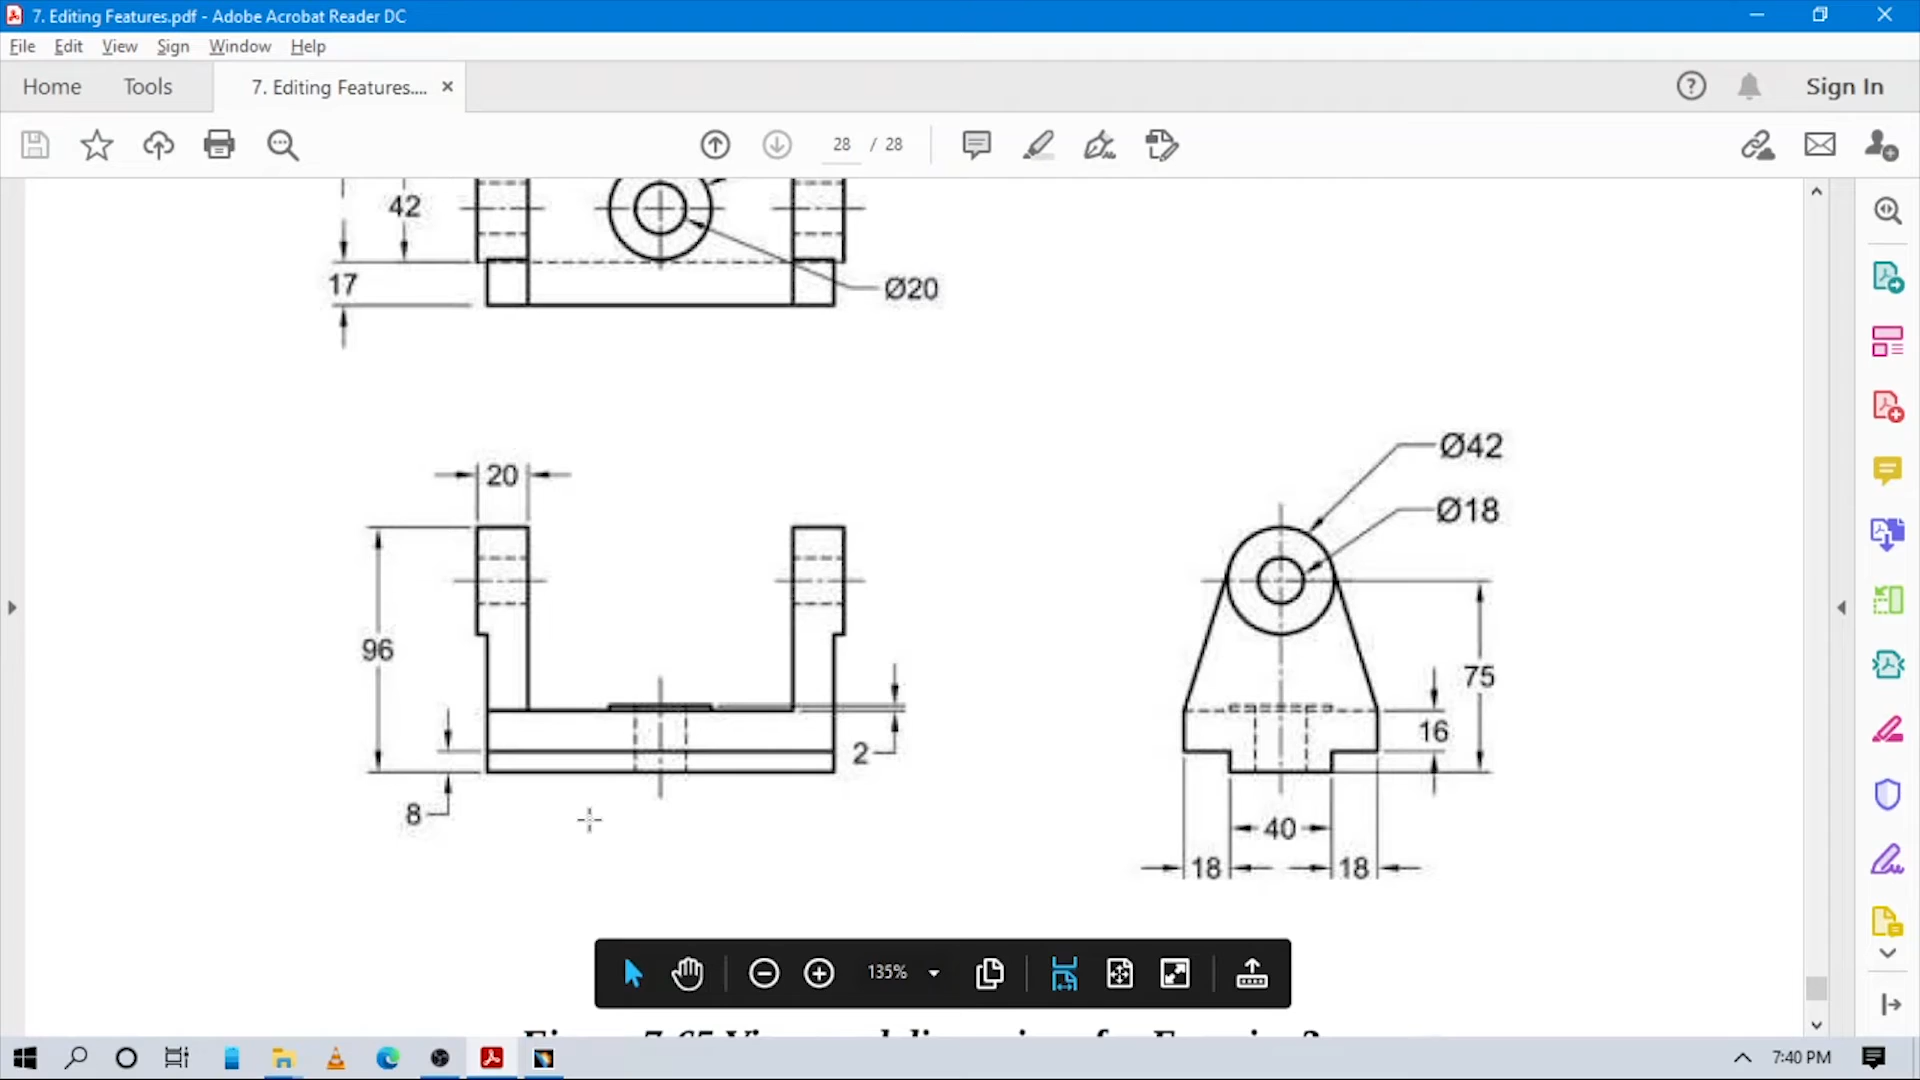 7. Editing Features.pdf - Adobe Acrobat Reader DC
File Edit View Sign Window Help
Home Tools 7. Editing Features.... × Sign In
28 / 28
42
17
Ø20
20
96
8
2
Ø42
Ø18
75
16
40
18 18
135%
7:40 PM